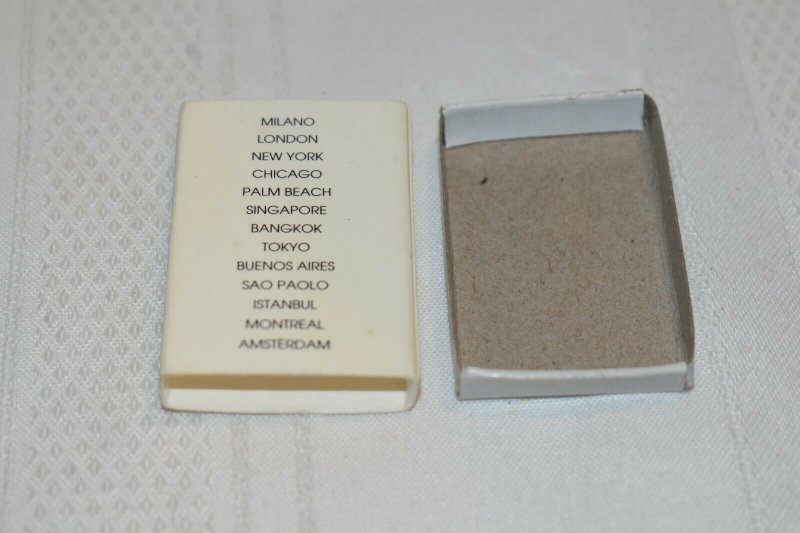 MILANO
LONDON
NEW YORK
CHICAGO
PALM BEACH
SINGAPORE
BANGKOK
TOKYO
BUENOS AIRES
SAO PAOLO
ISTANBUL
MONTREAL
AMSTERDAM